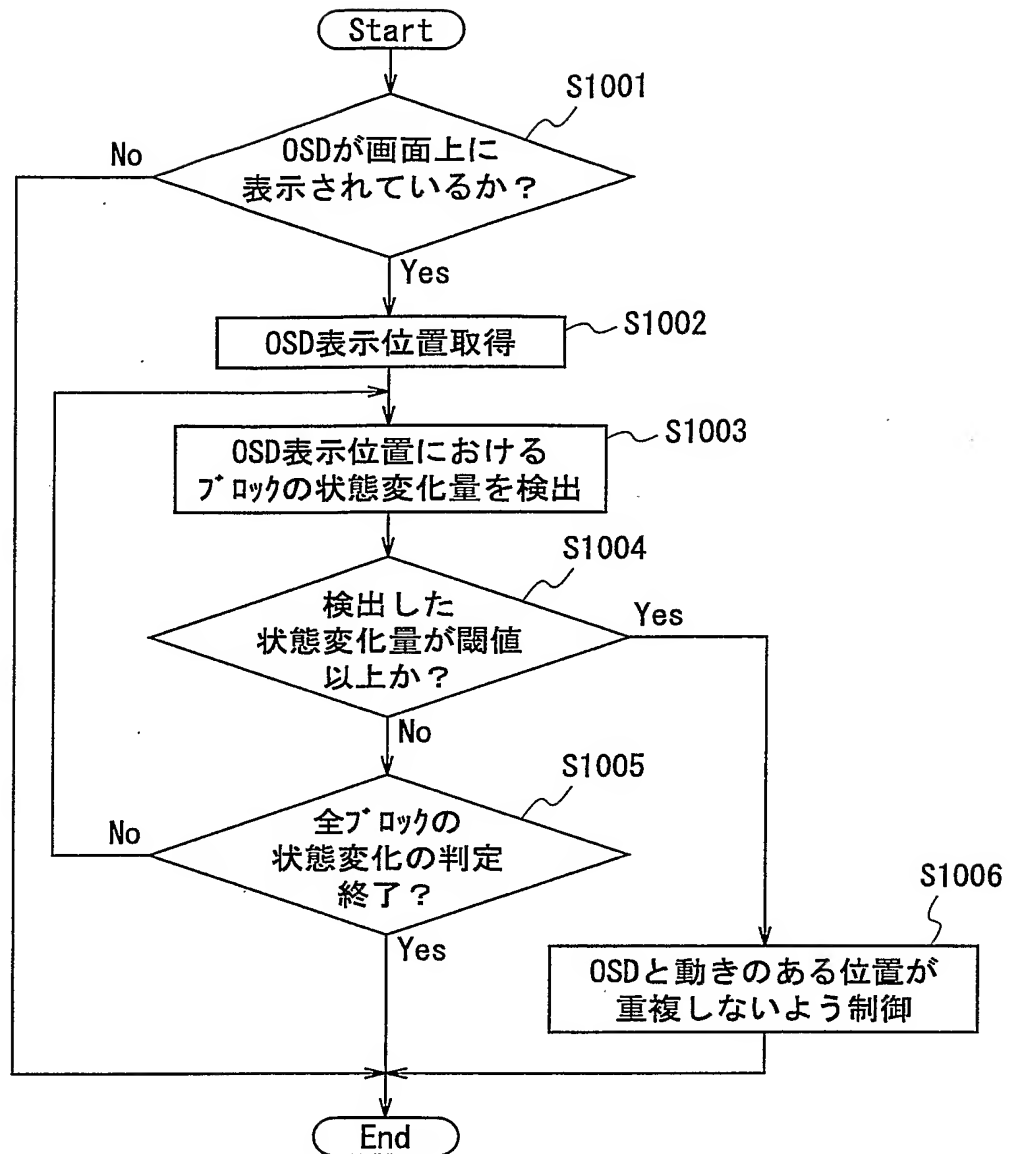 Start
S1001
OSDが画面上に
表示されているか？
No
Yes
S1002
OSD表示位置取得
S1003
OSD表示位置における
ﾌﾞﾛｯｸの状態変化量を検出
S1004
検出した
状態変化量が閾値
以上か？
Yes
No
S1005
全ﾌﾞﾛｯｸの
状態変化の判定
終了？
No
Yes
S1006
OSDと動きのある位置が
重複しないよう制御
End